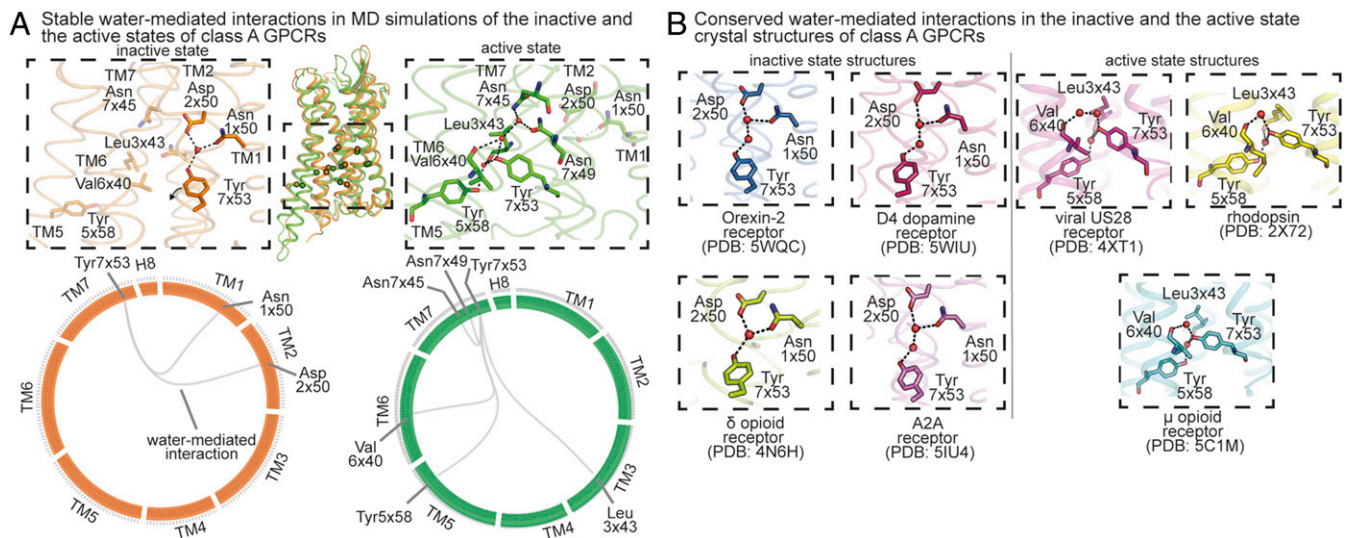 A Stable water-mediated interactions in MD simulations of the inactive and
the active states of class A GPCRs
inactive state
TM7
Asn
7x45
TM2
Asp
2x50
Asn
1x50
Leu3x43
TM6
TM1
Val6x40
Tyr
7x53
Tyr
5x58
TM5
active state
TM7
Asn
7x45
TM2
Asp
2x50
Asn
1x50
Leu3x43
TM6
Val6x40
TM1
Asn
7x49
Tyr
7x53
Tyr
5x58
TM5
Tyr7x53
H8
TM7
TM1
Asn
1x50
TM2
Asp
2x50
TM6
water-mediated
interaction
TM3
TM5
TM4
Asn7x49
Tyr7x53
Asn7x45
H8
TM7
TM1
TM2
TM6
Val
6x40
TM3
Tyr5x58
TM5
TM4
Leu
3x43
B Conserved water-mediated interactions in the inactive and the active state
crystal structures of class A GPCRs
inactive state structures
Asp
2x50
Asn
1x50
Tyr
7x53
Orexin-2
receptor
(PDB: 5WQC)
Asp
2x50
Asn
1x50
Tyr
7x53
D4 dopamine
receptor
(PDB: 5WIU)
Asp
2x50
Asn
1x50
Tyr
7x53
δ opioid
receptor
(PDB: 4N6H)
Asp
2x50
Asn
1x50
Tyr
7x53
A2A
receptor
(PDB: 5IU4)
active state structures
Leu3x43
Val
6x40
Tyr
7x53
Tyr
5x58
viral US28
receptor
(PDB: 4XT1)
Leu3x43
Val
6x40
Tyr
7x53
Tyr
5x58
rhodopsin
(PDB: 2X72)
Leu3x43
Val
6x40
Tyr
7x53
Tyr
5x58
μ opioid
receptor
(PDB: 5C1M)